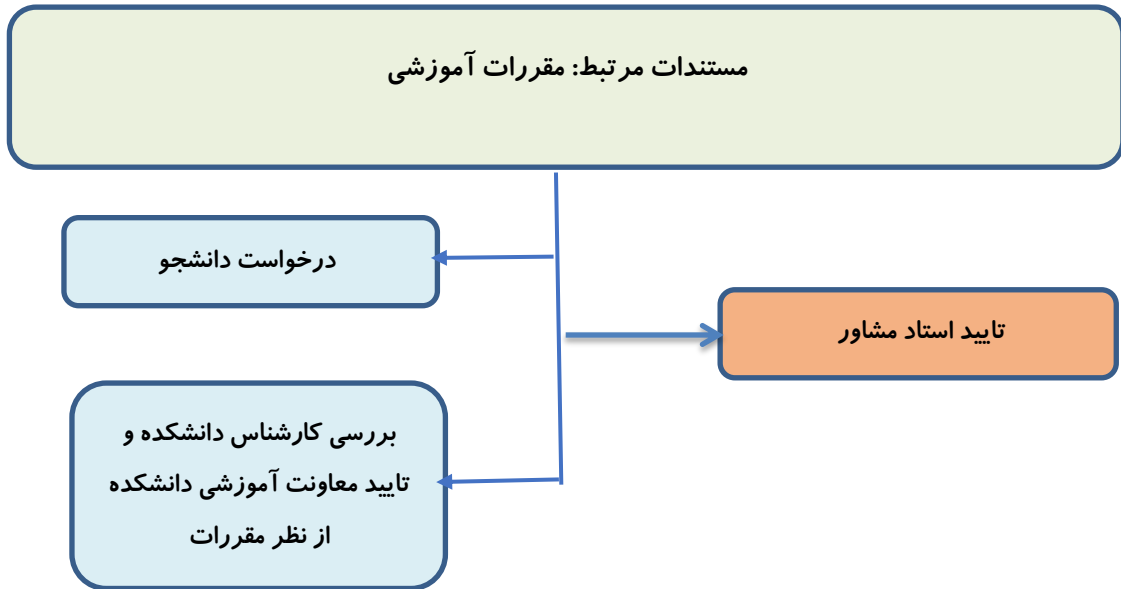 مستندات مرتبط: مقررات آموزشی
درخواست دانشجو
تایید استاد مشاور
بررسی کارشناس دانشکده و
تایید معاونت آموزشی دانشکده
از نظر مقررات